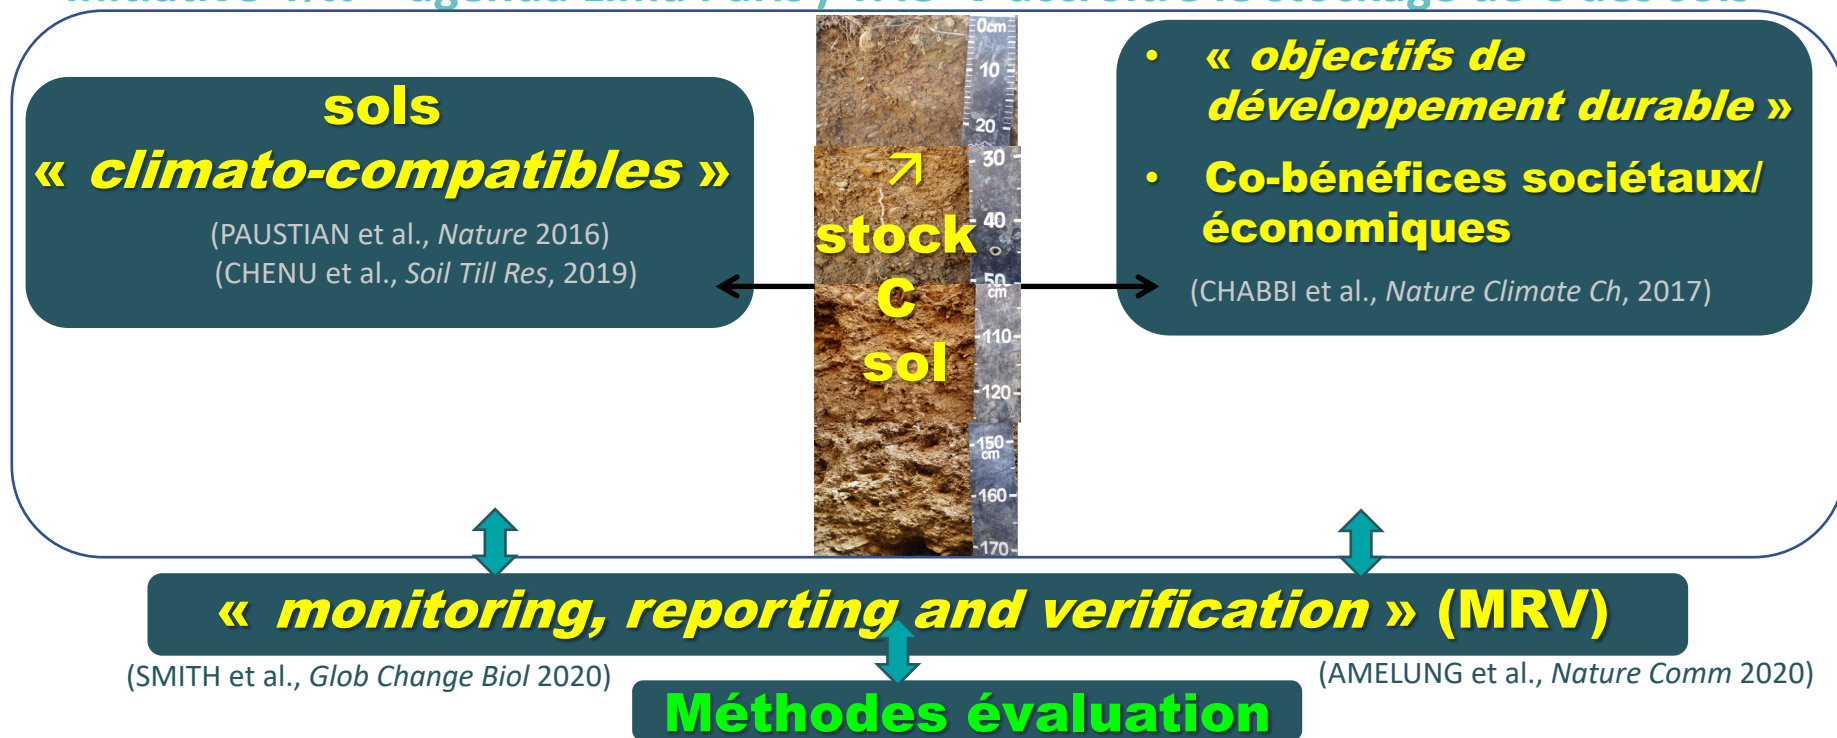 sols
« climato-compatibles »
(PAUSTIAN et al., Nature 2016)
(CHENU et al., Soil Till Res, 2019)
0cm
10
20
30
40
50
cm
110
120
150
cm
160
170
↗
stock
C
sol
• « objectifs de
développement durable »
• Co-bénéfices sociétaux/
économiques
(CHABBI et al., Nature Climate Ch, 2017)
« monitoring, reporting and verification » (MRV)
(SMITH et al., Glob Change Biol 2020)
(AMELUNG et al., Nature Comm 2020)
Méthodes évaluation